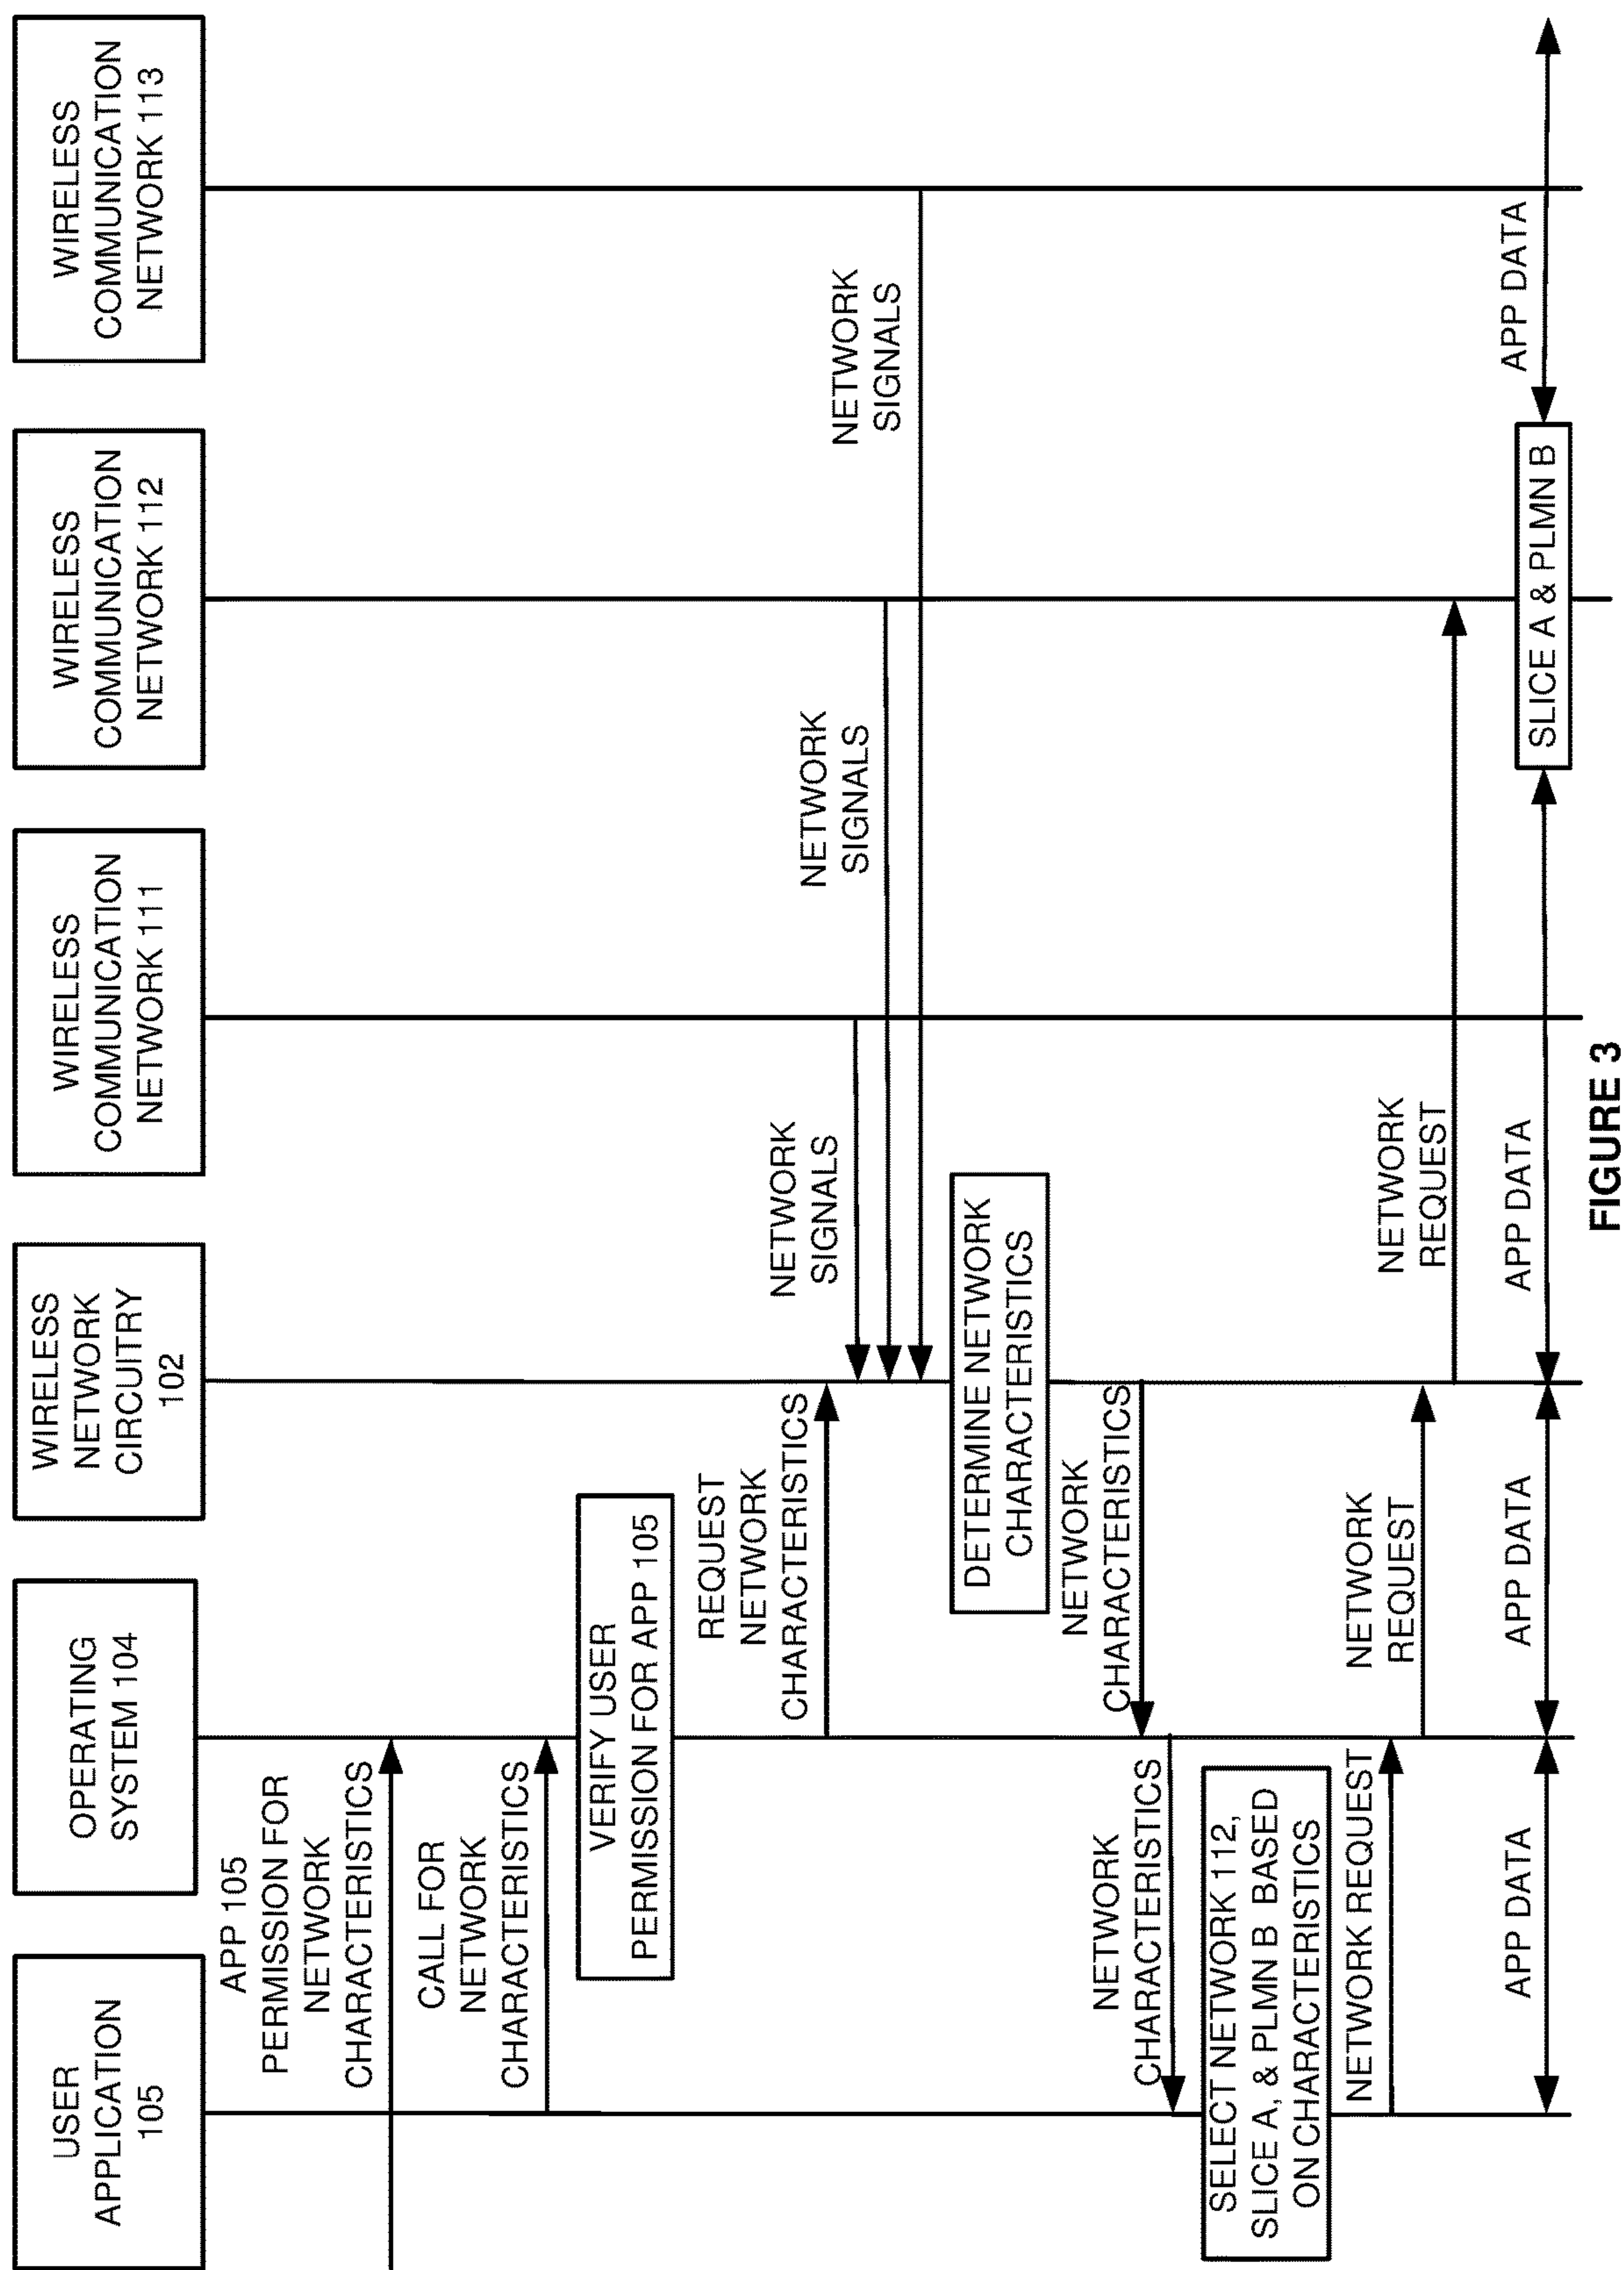 USER
APPLICATION
105
OPERATING
SYSTEM 104
WIRELESS
NETWORK
CIRCUITRY
102
WIRELESS
COMMUNICATION
NETWORK 111
WIRELESS
COMMUNICATION
NETWORK 112
WIRELESS
COMMUNICATION
NETWORK 113
APP 105
PERMISSION FOR
NETWORK
CHARACTERISTICS
CALL FOR
NETWORK
CHARACTERISTICS
VERIFY USER
PERMISSION FOR APP 105
REQUEST
NETWORK
CHARACTERISTICS
NETWORK
SIGNALS
NETWORK
SIGNALS
NETWORK
SIGNALS
DETERMINE NETWORK
CHARACTERISTICS
NETWORK
CHARACTERISTICS
NETWORK
CHARACTERISTICS
SELECT NETWORK 112,
SLICE A, & PLMN B BASED
ON CHARACTERISTICS
NETWORK REQUEST
NETWORK
REQUEST
NETWORK
REQUEST
APP DATA
APP DATA
APP DATA
SLICE A & PLMN B
APP DATA
FIGURE 3